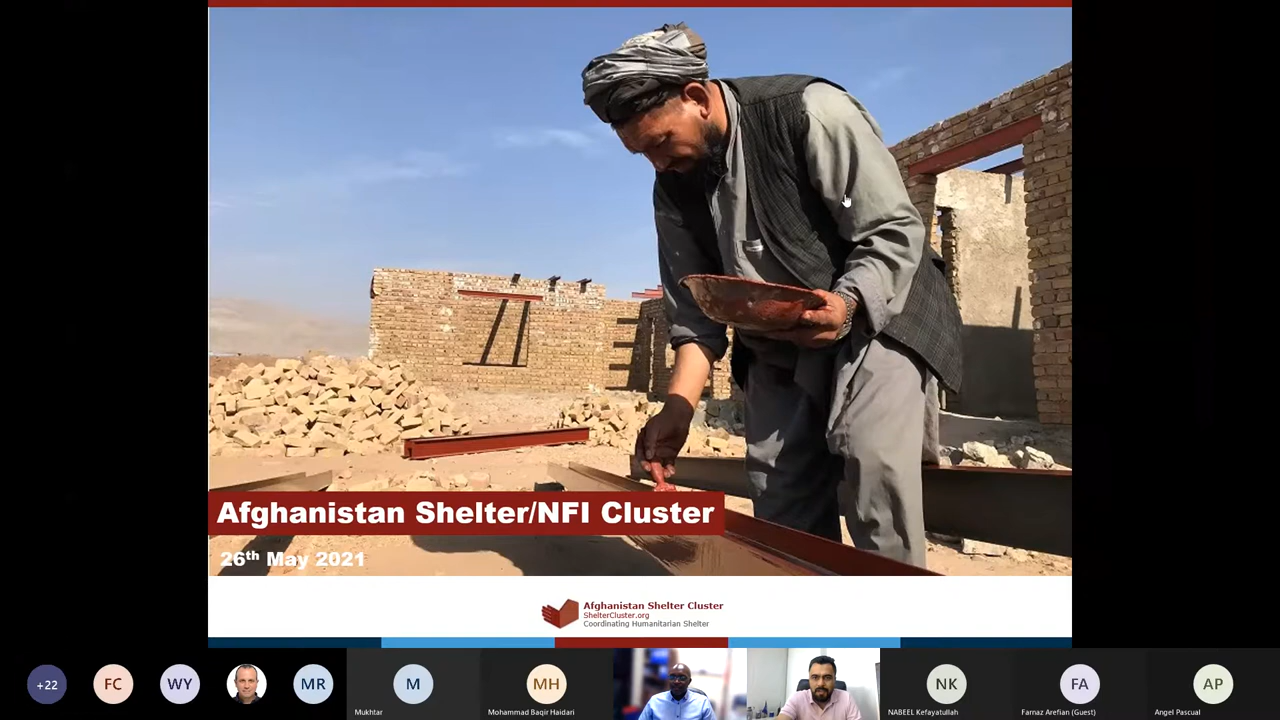 Afghanistan Shelter/NFI Cluster
26th May 2021
Afghanistan Shelter Cluster
ShelterCluster.org
Coordinating Humanitarian Shelter
+22
FC
WY
MR
M
Mukhtar
MH
Mohammad Baqir Haidari
NK
NABEEL Kefayatullah
FA
Farnaz Arefian (Guest)
AP
Angel Pascual